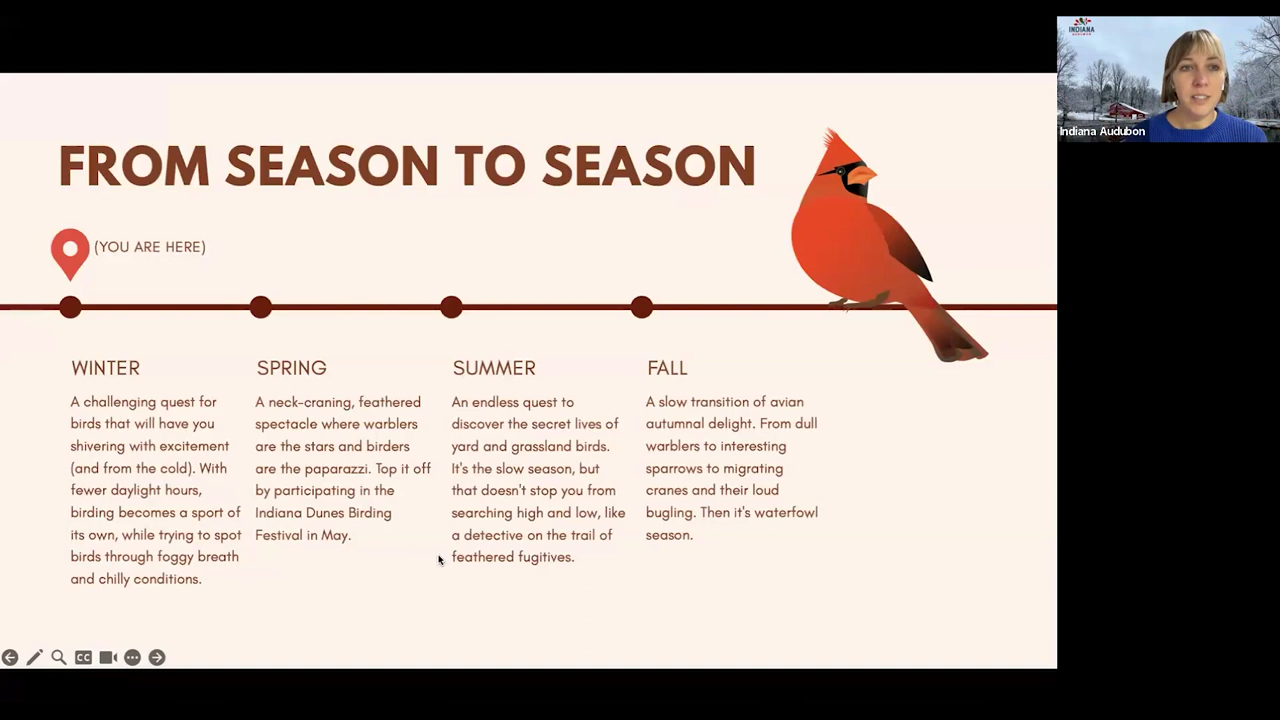 FROM SEASON TO SEASON
(YOU ARE HERE)
WINTER
A challenging quest for
birds that will have you
shivering with excitement
(and from the cold). With
fewer daylight hours,
birding becomes a sport of
its own, while trying to spot
birds through foggy breath
and chilly conditions.
SPRING
A neck-craning, feathered
spectacle where warblers
are the stars and birders
are the paparazzi. Top it off
by participating in the
Indiana Dunes Birding
Festival in May.
SUMMER
An endless quest to
discover the secret lives of
yard and grassland birds.
It's the slow season, but
that doesn't stop you from
searching high and low, like
a detective on the trail of
feathered fugitives.
FALL
A slow transition of avian
autumnal delight. From dull
warblers to interesting
sparrows to migrating
cranes and their loud
bugling. Then it's waterfowl
season.
CC
INDIANA
AUDUBON
Indiana Audubon